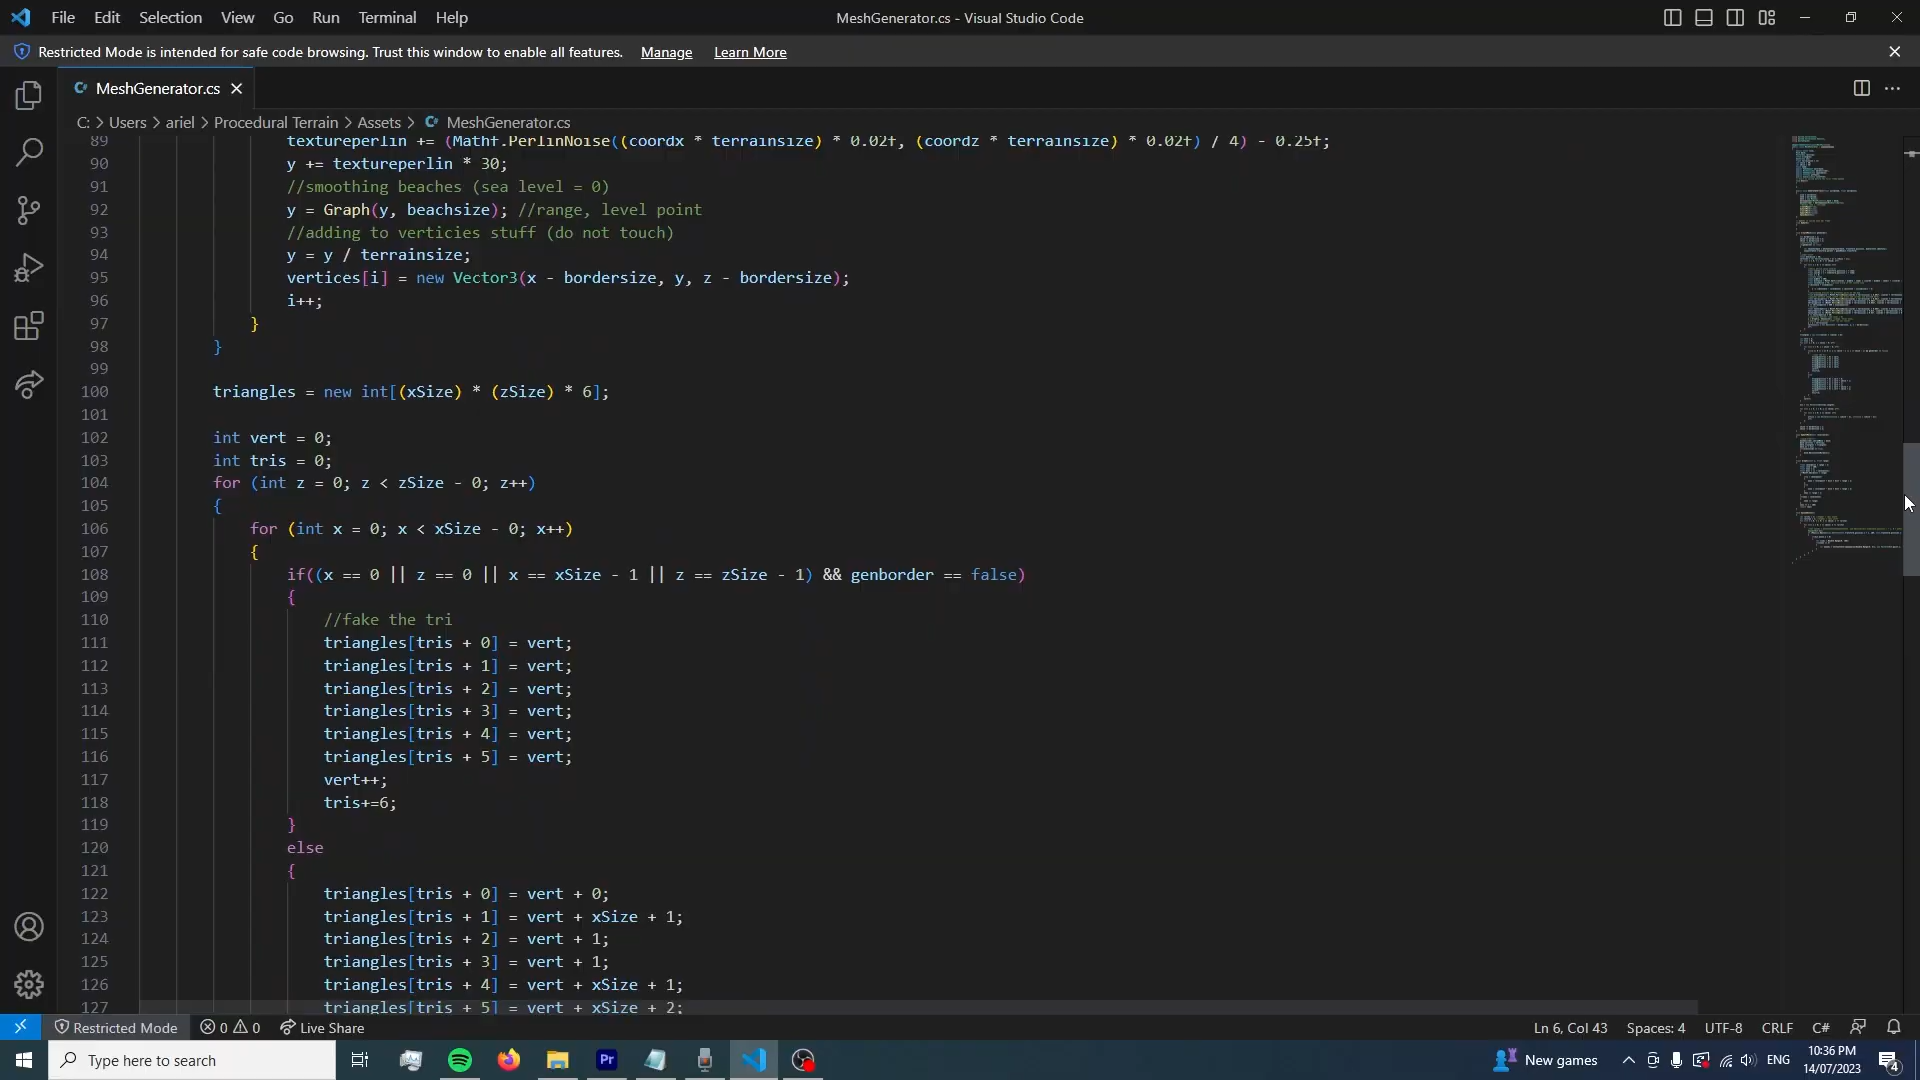 File Edit Selection View Go Run Terminal Help
MeshGenerator.cs - Visual Studio Code
Restricted Mode is intended for safe code browsing. Trust this window to enable all features. Manage Learn More
MeshGenerator.cs
C: > Users > ariel > Procedural Terrain > Assets > MeshGenerator.cs
89 textureperlin += (Mathf.PerlinNoise((coordx * terrainsize) * 0.02f, (coordz * terrainsize) * 0.02f) / 4) - 0.25f;
90 y += textureperlin * 30;
91 //smoothing beaches (sea level = 0)
92 y = Graph(y, beachsize); //range, level point
93 //adding to verticies stuff (do not touch)
94 y = y / terrainsize;
95 vertices[i] = new Vector3(x - bordersize, y, z - bordersize);
96 i++;
97 }
98 }
99
100 triangles = new int[(xSize) * (zSize) * 6];
101
102 int vert = 0;
103 int tris = 0;
104 for (int z = 0; z < zSize - 0; z++)
105 {
106 for (int x = 0; x < xSize - 0; x++)
107 {
108 if((x == 0 || z == 0 || x == xSize - 1 || z == zSize - 1) && genborder == false)
109 {
110 //fake the tri
111 triangles[tris + 0] = vert;
112 triangles[tris + 1] = vert;
113 triangles[tris + 2] = vert;
114 triangles[tris + 3] = vert;
115 triangles[tris + 4] = vert;
116 triangles[tris + 5] = vert;
117 vert++;
118 tris+=6;
119 }
120 else
121 {
122 triangles[tris + 0] = vert + 0;
123 triangles[tris + 1] = vert + xSize + 1;
124 triangles[tris + 2] = vert + 1;
125 triangles[tris + 3] = vert + 1;
126 triangles[tris + 4] = vert + xSize + 1;
127 triangles[tris + 5] = vert + xSize + 2;
Restricted Mode 0 0 Live Share Ln 6, Col 43 Spaces: 4 UTF-8 CRLF C#
Type here to search Pr New games ENG 10:36 PM
14/07/2023 4